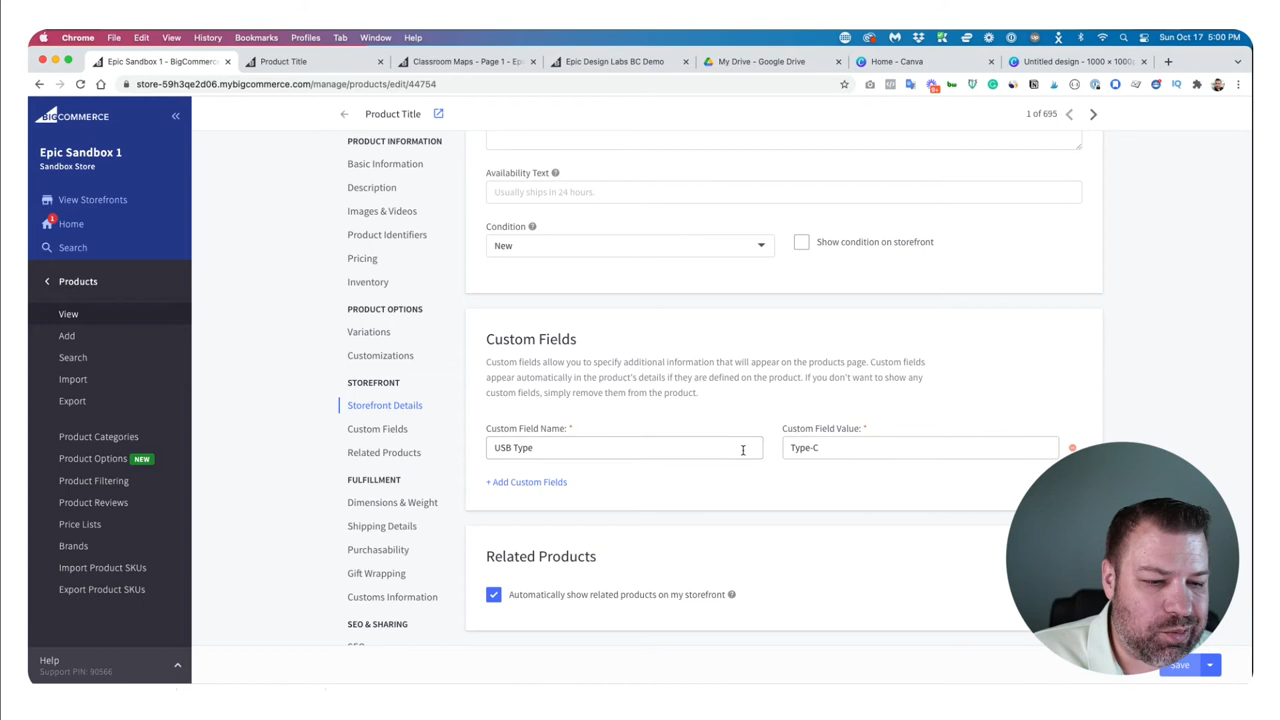 Chrome File Edit View History Bookmarks Profiles Tab Window Help Sun Oct 17 5:00 PM
Epic Sandbox 1 - BigCommerce Product Title Classroom Maps - Page 1 - Epi Epic Design Labs BC Demo My Drive - Google Drive Home - Canva Untitled design - 1000 × 1000p
store-59h3qe2d06.mybigcommerce.com/manage/products/edit/44754
BIGCOMMERCE
Epic Sandbox 1
Sandbox Store
View Storefronts
1
Home
Search
Products
View
Add
Search
Import
Export
Product Categories
Product Options NEW
Product Filtering
Product Reviews
Price Lists
Brands
Import Product SKUs
Export Product SKUs
Help
Support PIN: 90566
Product Title
1 of 695
PRODUCT INFORMATION
Basic Information
Description
Images & Videos
Product Identifiers
Pricing
Inventory
PRODUCT OPTIONS
Variations
Customizations
STOREFRONT
Storefront Details
Custom Fields
Related Products
FULFILLMENT
Dimensions & Weight
Shipping Details
Purchasability
Gift Wrapping
Customs Information
SEO & SHARING
Availability Text
Usually ships in 24 hours.
Condition
New
Show condition on storefront
Custom Fields
Custom fields allow you to specify additional information that will appear on the products page. Custom fields
appear automatically in the product's details if they are defined on the product. If you don't want to show any
custom fields, simply remove them from the product.
Custom Field Name: * Custom Field Value: *
USB Type Type-C
+ Add Custom Fields
Related Products
Automatically show related products on my storefront
Save